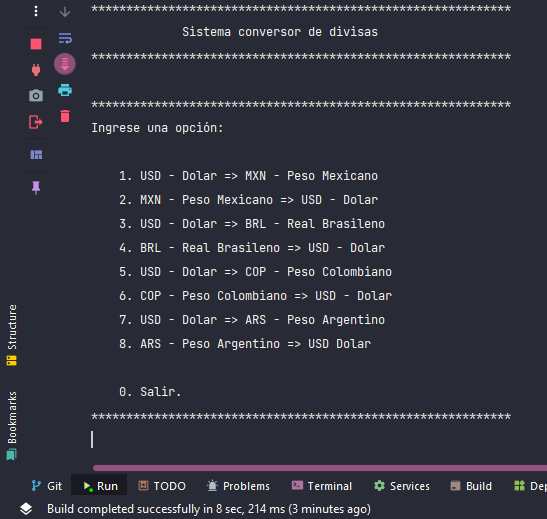 ************************************************************
Sistema conversor de divisas
************************************************************
************************************************************
Ingrese una opción:
1. USD - Dolar => MXN - Peso Mexicano
2. MXN - Peso Mexicano => USD - Dolar
3. USD - Dolar => BRL - Real Brasileno
4. BRL - Real Brasileno => USD - Dolar
5. USD - Dolar => COP - Peso Colombiano
6. COP - Peso Colombiano => USD - Dolar
7. USD - Dolar => ARS - Peso Argentino
8. ARS - Peso Argentino => USD Dolar
0. Salir.
************************************************************
Structure
Bookmarks
Git Run TODO Problems Terminal Services Build Dep
Build completed successfully in 8 sec, 214 ms (3 minutes ago)